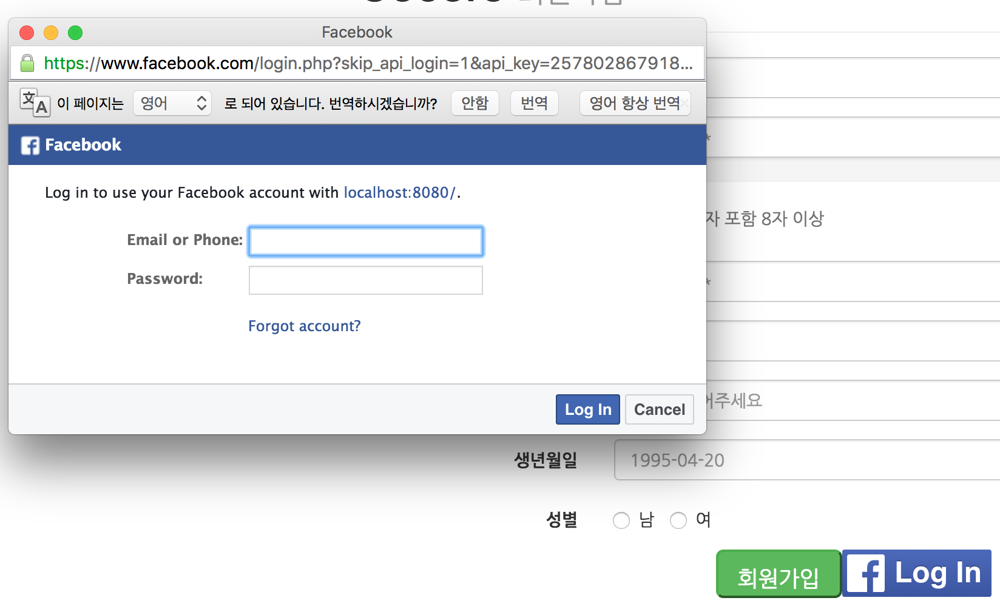 Facebook
https://www.facebook.com/login.php?skip_api_login=1&api_key=257802867918...
이 페이지는 영어 로 되어 있습니다. 번역하시겠습니까? 안함 번역 영어 항상 번역
Facebook
*
Log in to use your Facebook account with localhost:8080/.
자 포함 8자 이상
Email or Phone:
Password:
*
Forgot account?
어주세요
Log In Cancel
생년월일 1995-04-20
성별 남 여
회원가입 Log In